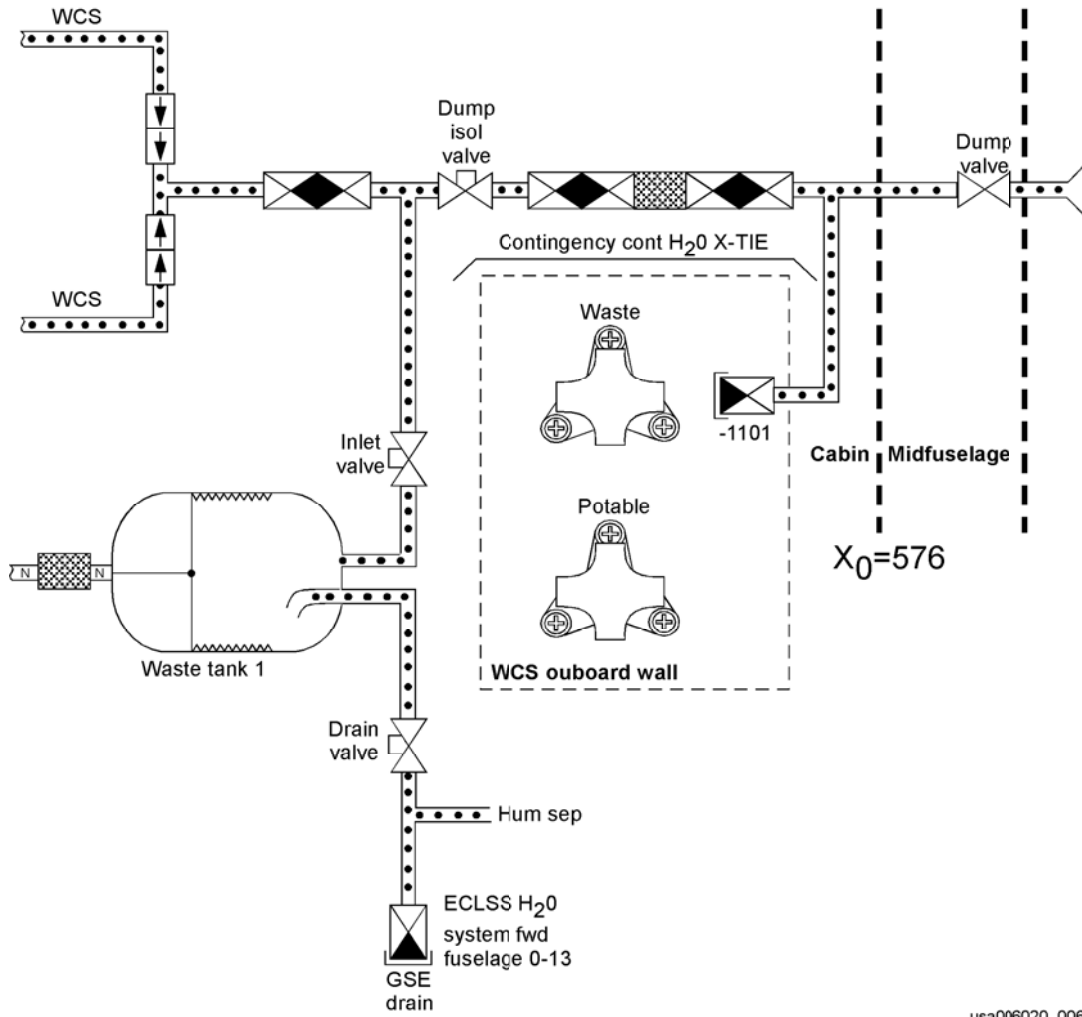 WCS
Dump
isol
valve
Dump
valve
Contingency cont H20 X-TIE
WCS
Waste
-1101
Inlet
valve
Cabin
Midfuselage
Potable
X0=576
N
N
Waste tank 1
WCS ouboard wall
Drain
valve
Hum sep
ECLSS H20
system fwd
fuselage 0-13
GSE
drain
usa006020_006